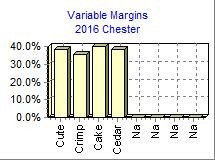 Variable Margins
2016 Chester
40.0%
30.0%
20.0%
10.0%
0.0%
Cute
Crimp
Cake
Cedar
Na
Na
Na
Na